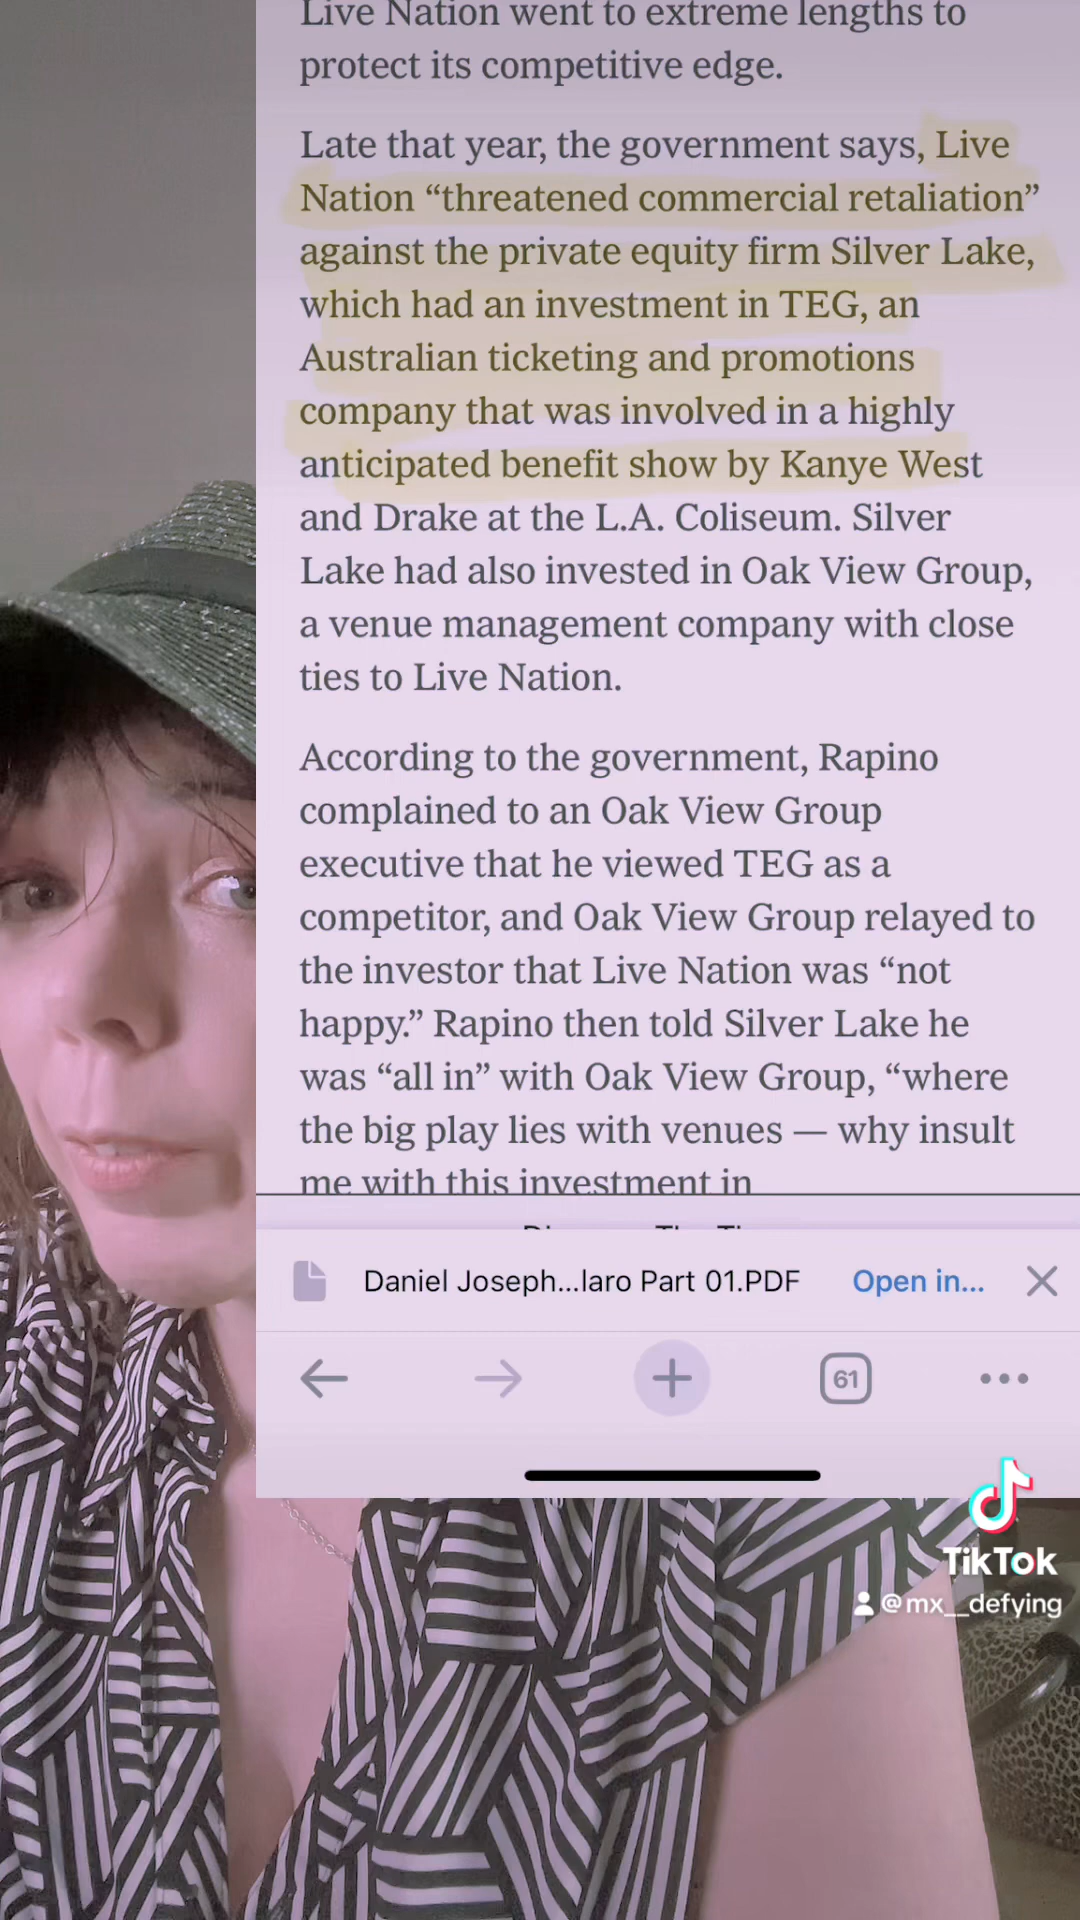 Live Nation went to extreme lengths to
protect its competitive edge.
Late that year, the government says, Live
Nation “threatened commercial retaliation”
against the private equity firm Silver Lake,
which had an investment in TEG, an
Australian ticketing and promotions
company that was involved in a highly
anticipated benefit show by Kanye West
and Drake at the L.A. Coliseum. Silver
Lake had also invested in Oak View Group,
a venue management company with close
ties to Live Nation.
According to the government, Rapino
complained to an Oak View Group
executive that he viewed TEG as a
competitor, and Oak View Group relayed to
the investor that Live Nation was “not
happy.” Rapino then told Silver Lake he
was “all in” with Oak View Group, “where
the big play lies with venues — why insult
me with this investment in
Daniel Joseph...laro Part 01.PDF
Open in...
61
TikTok
@mx__defying